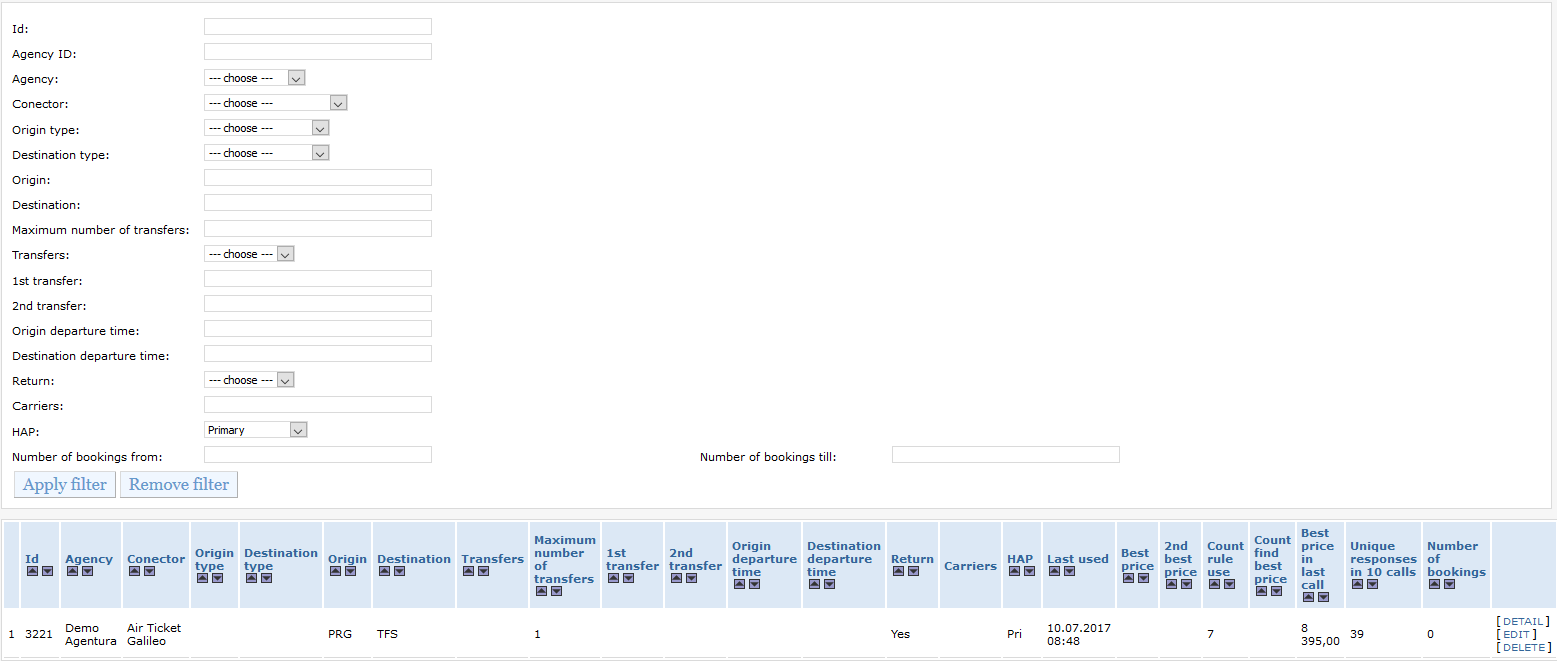 Id:
Agency ID:
Agency: --- choose ---
Conector: --- choose ---
Origin type: --- choose ---
Destination type: --- choose ---
Origin:
Destination:
Maximum number of transfers:
Transfers: --- choose ---
1st transfer:
2nd transfer:
Origin departure time:
Destination departure time:
Return: --- choose ---
Carriers:
HAP: Primary
Number of bookings from: Number of bookings till:
Apply filter Remove filter
Id
Agency
Conector
Origin
type
Destination
type
Origin
Destination
Transfers
Maximum
number
of
transfers
1st
transfer
2nd
transfer
Origin
departure
time
Destination
departure
time
Return
Carriers
HAP
Last used
Best
price
2nd
best
price
Count
rule
use
Count
find
best
price
Best
price
in
last
call
Unique
responses
in 10 calls
Number
of
bookings
1
3221
Demo
Agentura
Air Ticket
Galileo
PRG
TFS
1
Yes
Pri
10.07.2017
08:48
7
8
395,00
39
0
[ DETAIL ]
[ EDIT ]
[ DELETE ]